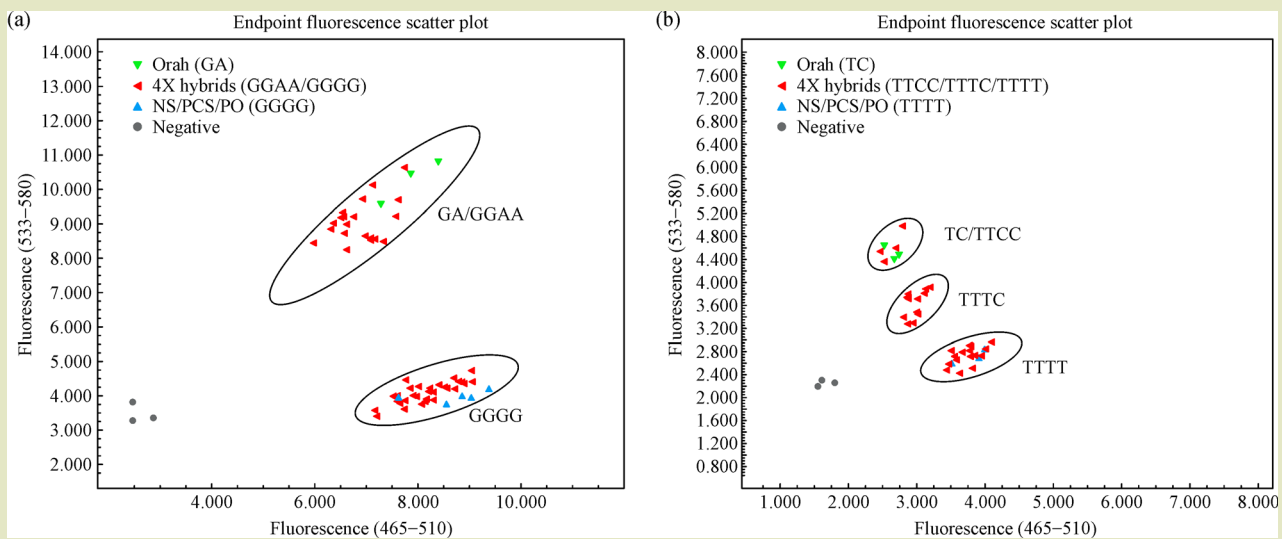 (a)
Endpoint fluorescence scatter plot
14.000
13.000
12.000
11.000
10.000
9.000
8.000
7.000
6.000
5.000
4.000
3.000
2.000
Fluorescence (533−580)
Orah (GA)
4X hybrids (GGAA/GGGG)
NS/PCS/PO (GGGG)
Negative
GA/GGAA
GGGG
4.000 6.000 8.000 10.000
Fluorescence (465−510)
(b)
Endpoint fluorescence scatter plot
8.000
7.600
7.200
6.800
6.400
6.000
5.600
5.200
4.800
4.400
4.000
3.600
3.200
2.800
2.400
2.000
1.600
1.200
0.800
Fluorescence (533−580)
Orah (TC)
4X hybrids (TTCC/TTTC/TTTT)
NS/PCS/PO (TTTT)
Negative
TC/TTCC
TTTC
TTTT
1.000 2.000 3.000 4.000 5.000 6.000 7.000 8.000
Fluorescence (465−510)